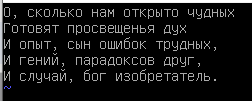 О, сколько нам открыто чудных
Готовят просвещенья дух
И опыт, сын ошибок трудных,
И гений, парадоксов друг,
И случай, бог изобретатель.
~